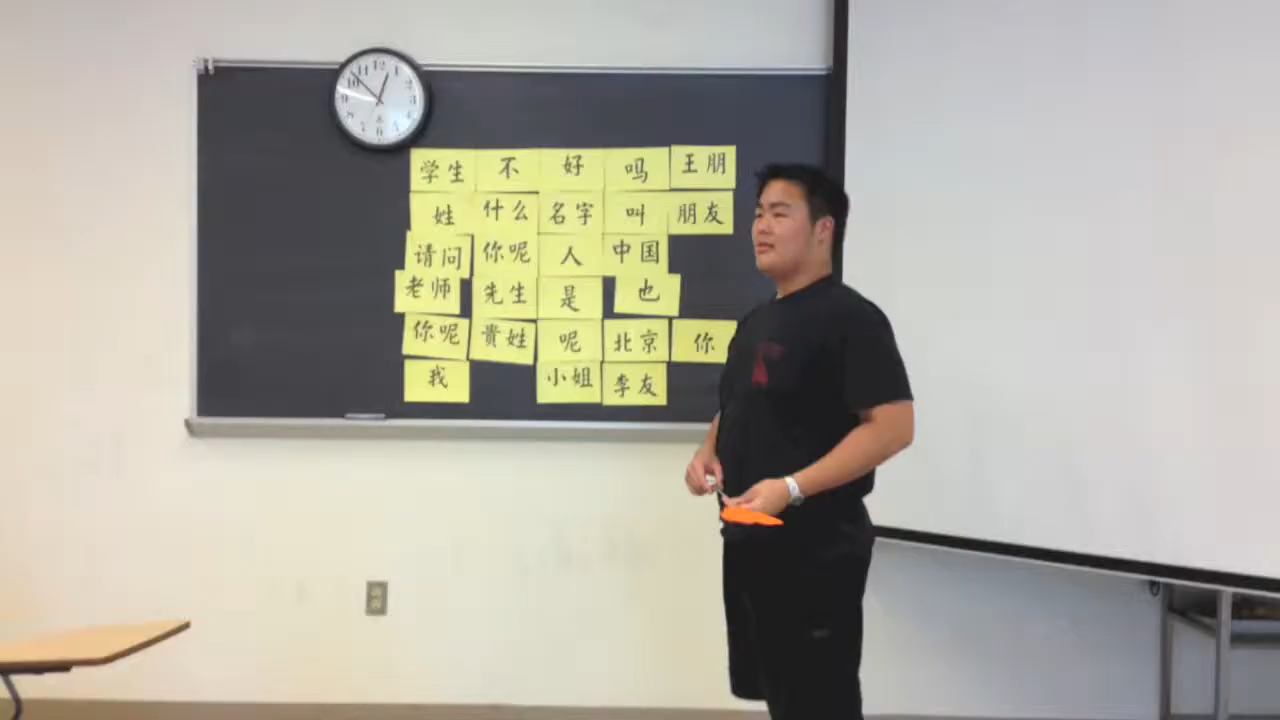 学生 不 好 吗 王朋
姓 什么 名字 叫 朋友
请问 你呢 人 中国
老师 先生 是 也
你呢 貴姓 呢 北京 你
我 小姐 李友